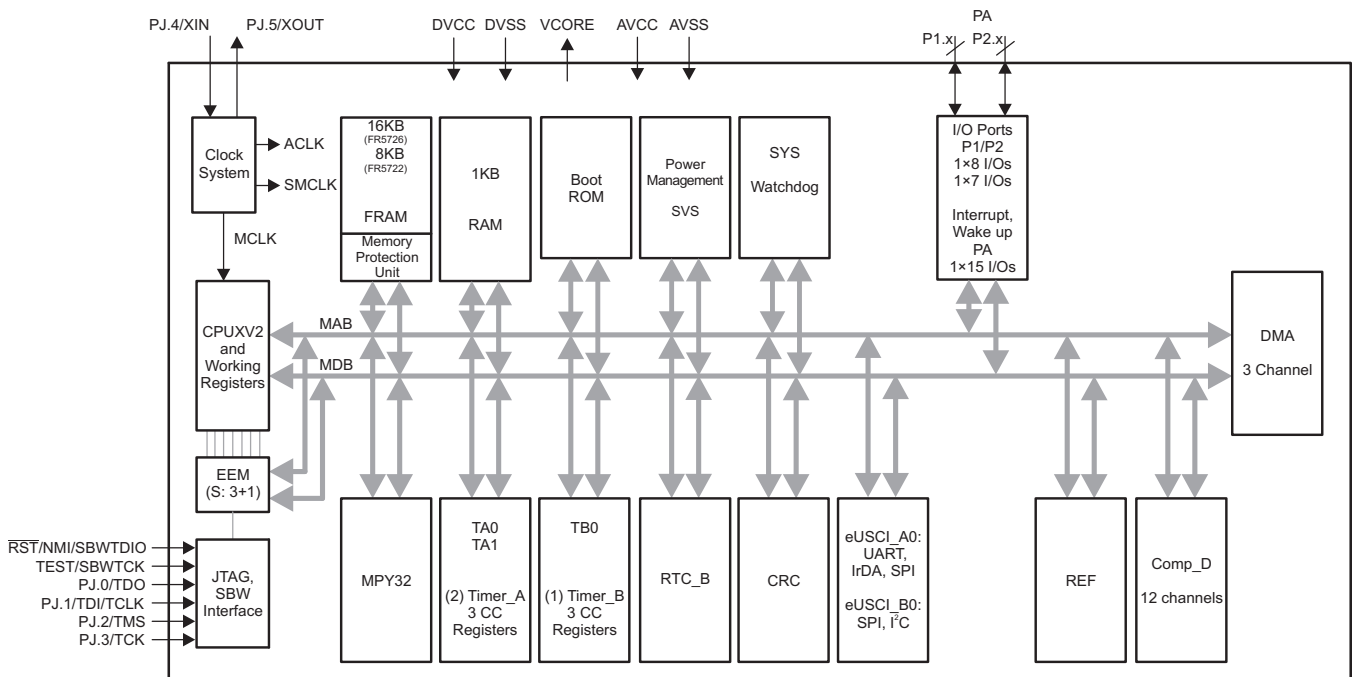 PJ.4/XIN
PJ.5/XOUT
DVCC
DVSS
VCORE
AVCC
AVSS
PA
P1.x
P2.x
Clock
System
ACLK
SMCLK
MCLK
16KB
(FR5726)
8KB
(FR5722)
FRAM
Memory
Protection
Unit
1KB
RAM
Boot
ROM
Power
Management
SVS
SYS
Watchdog
I/O Ports
P1/P2
1×8 I/Os
1×7 I/Os
Interrupt,
Wake up
PA
1×15 I/Os
CPUXV2
and
Working
Registers
MAB
MDB
DMA
3 Channel
EEM
(S: 3+1)
RST/NMI/SBWTDIO
TEST/SBWTCK
PJ.0/TDO
PJ.1/TDI/TCLK
PJ.2/TMS
PJ.3/TCK
JTAG,
SBW
Interface
MPY32
TA0
TA1
(2) Timer_A
3 CC
Registers
TB0
(1) Timer_B
3 CC
Registers
RTC_B
CRC
eUSCI_A0:
UART,
IrDA, SPI
eUSCI_B0:
SPI, I²C
REF
Comp_D
12 channels